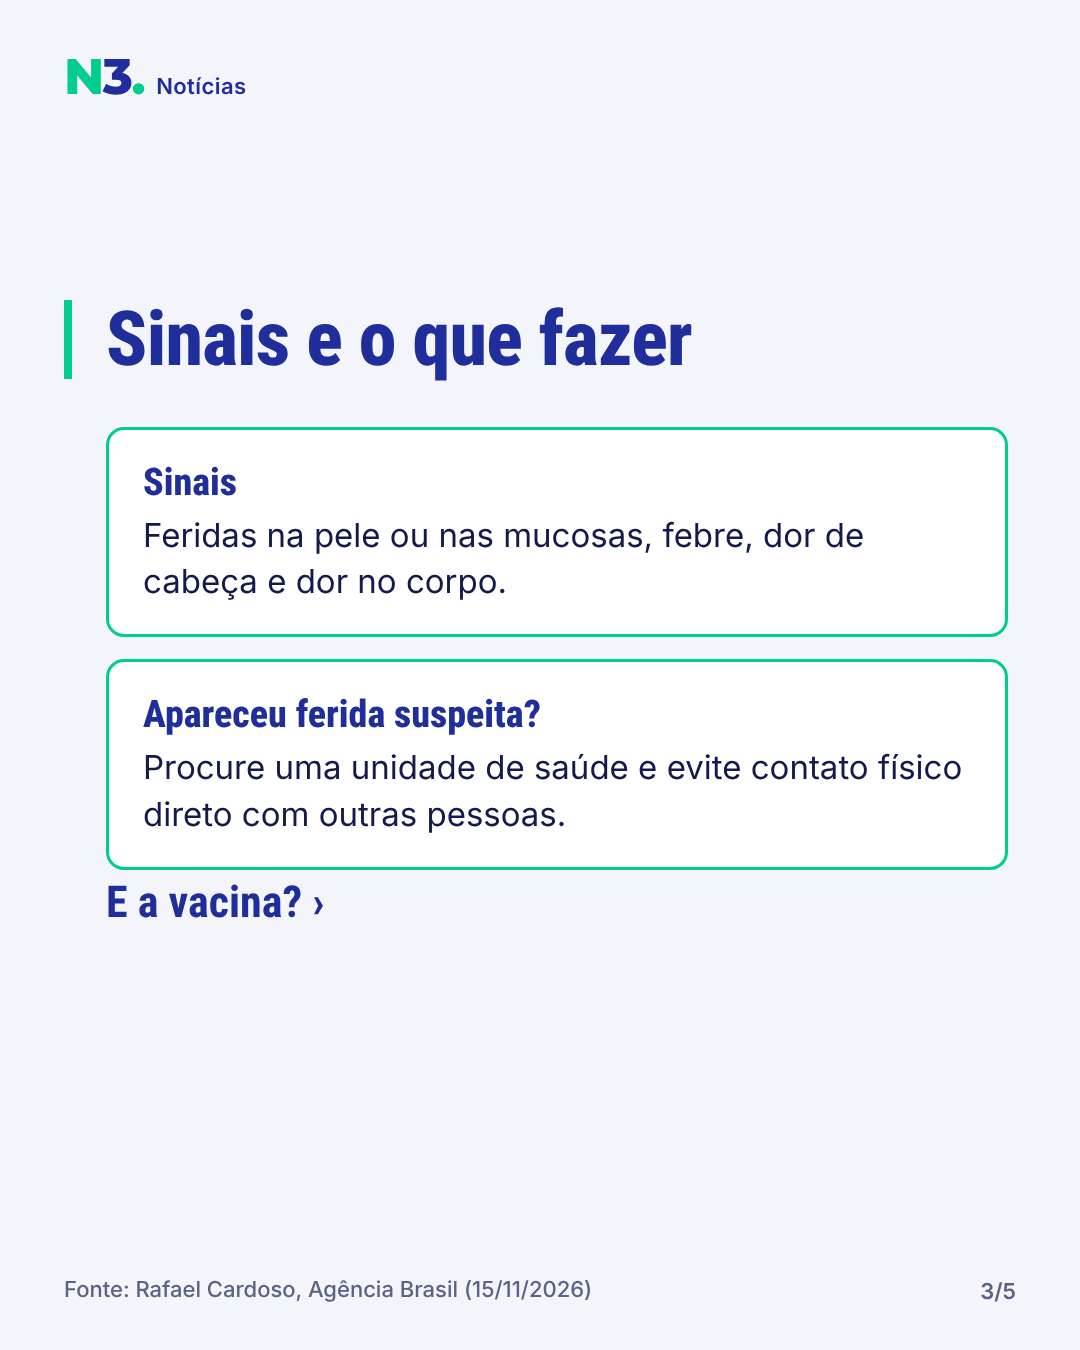 N3. Notícias
Sinais e o que fazer
Sinais
Feridas na pele ou nas mucosas, febre, dor de
cabeça e dor no corpo.
Apareceu ferida suspeita?
Procure uma unidade de saúde e evite contato físico
direto com outras pessoas.
E a vacina? ›
Fonte: Rafael Cardoso, Agência Brasil (15/11/2026)
3/5